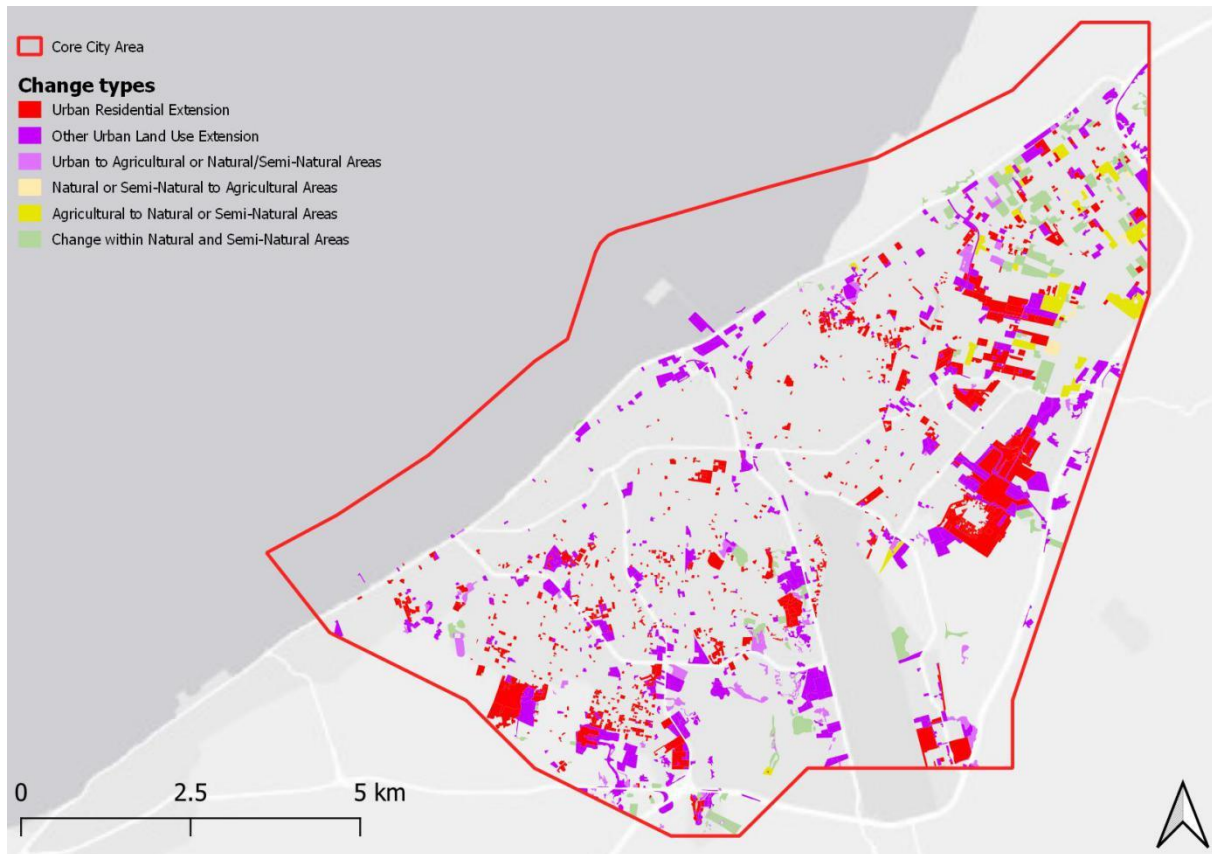 Core City Area
Change types
Urban Residential Extension
Other Urban Land Use Extension
Urban to Agricultural or Natural/Semi-Natural Areas
Natural or Semi-Natural to Agricultural Areas
Agricultural to Natural or Semi-Natural Areas
Change within Natural and Semi-Natural Areas
0 2.5 5 km